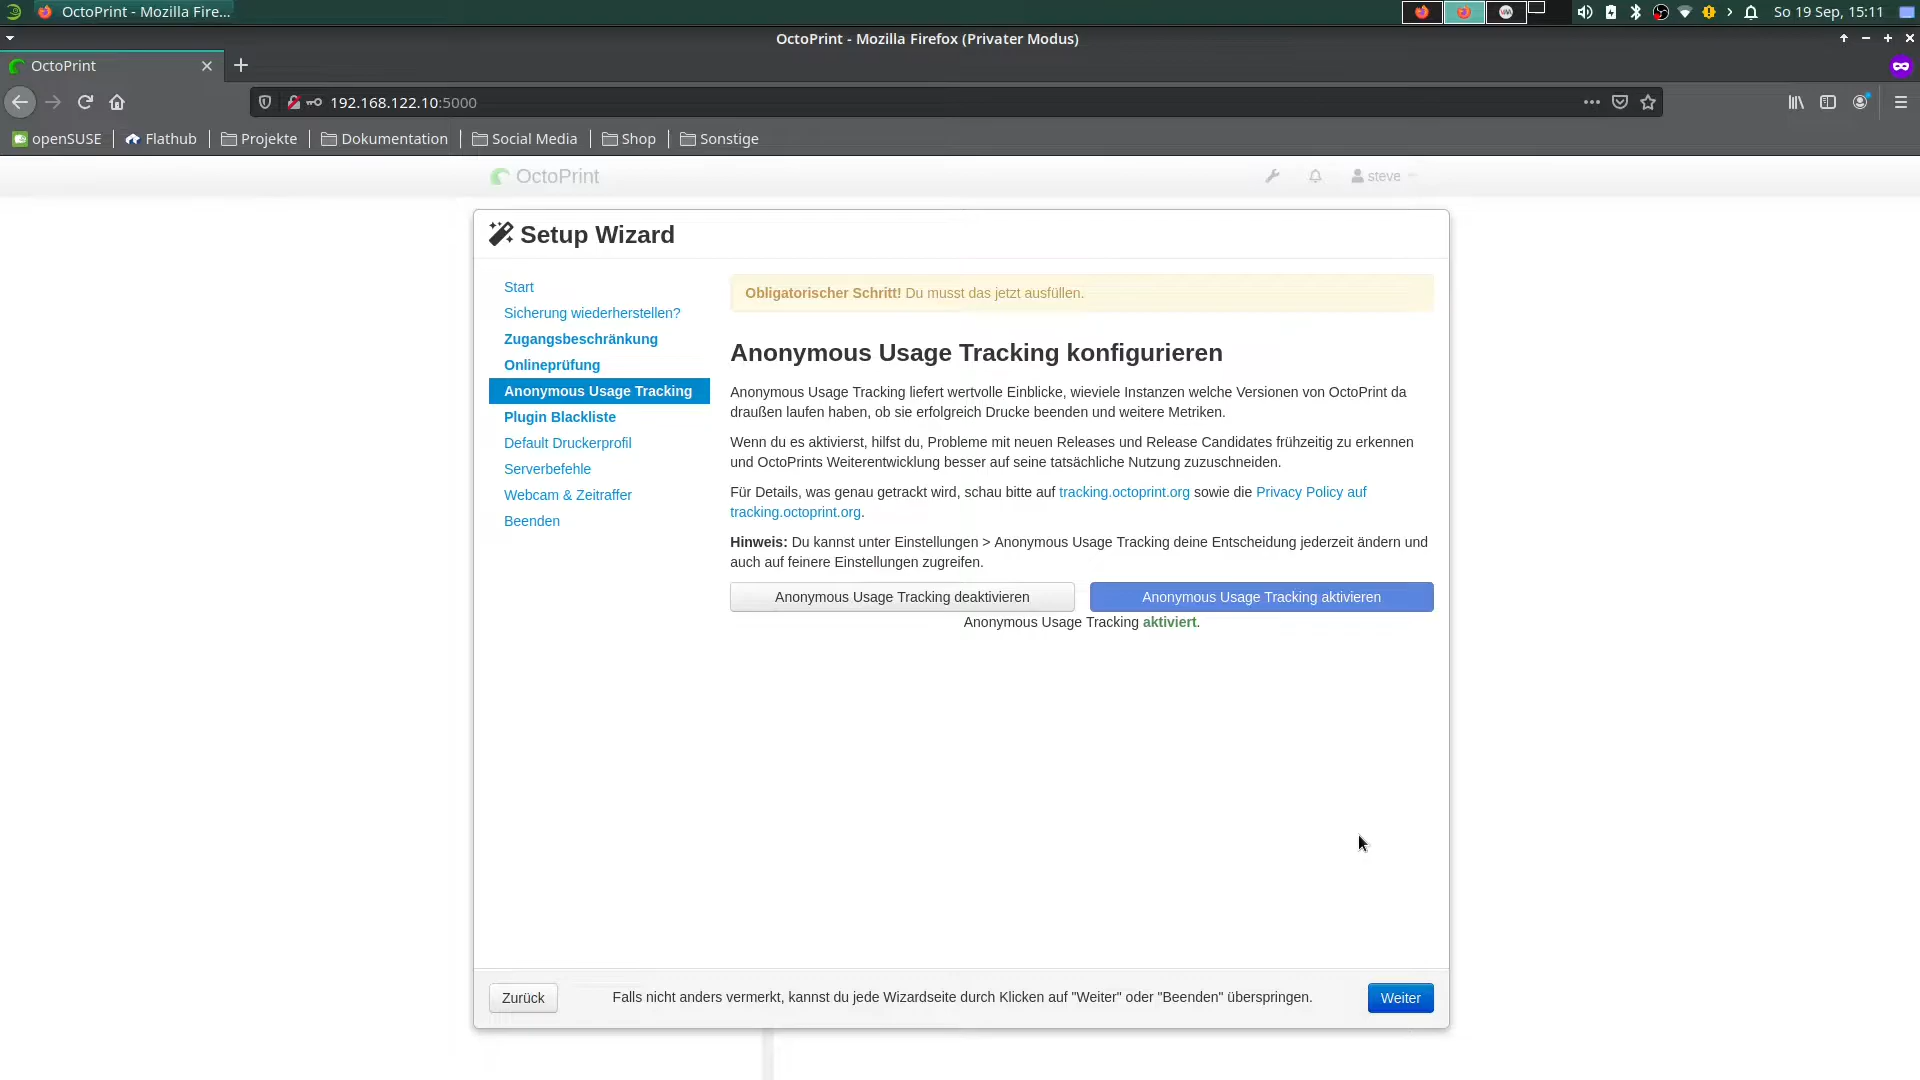 OctoPrint - Mozilla Fire...
So 19 Sep, 15:11
OctoPrint - Mozilla Firefox (Privater Modus)
OctoPrint
192.168.122.10:5000
openSUSE
Flathub
Projekte
Dokumentation
Social Media
Shop
Sonstige
OctoPrint
steve
Setup Wizard
Start
Sicherung wiederherstellen?
Zugangsbeschränkung
Onlineprüfung
Anonymous Usage Tracking
Plugin Blackliste
Default Druckerprofil
Serverbefehle
Webcam & Zeitraffer
Beenden
Obligatorischer Schritt! Du musst das jetzt ausfüllen.
Anonymous Usage Tracking konfigurieren
Anonymous Usage Tracking liefert wertvolle Einblicke, wieviele Instanzen welche Versionen von OctoPrint da
draußen laufen haben, ob sie erfolgreich Drucke beenden und weitere Metriken.
Wenn du es aktivierst, hilfst du, Probleme mit neuen Releases und Release Candidates frühzeitig zu erkennen
und OctoPrints Weiterentwicklung besser auf seine tatsächliche Nutzung zuzuschneiden.
Für Details, was genau getrackt wird, schau bitte auf tracking.octoprint.org sowie die Privacy Policy auf
tracking.octoprint.org.
Hinweis: Du kannst unter Einstellungen > Anonymous Usage Tracking deine Entscheidung jederzeit ändern und
auch auf feinere Einstellungen zugreifen.
Anonymous Usage Tracking deaktivieren
Anonymous Usage Tracking aktivieren
Anonymous Usage Tracking aktiviert.
Zurück
Falls nicht anders vermerkt, kannst du jede Wizardseite durch Klicken auf "Weiter" oder "Beenden" überspringen.
Weiter